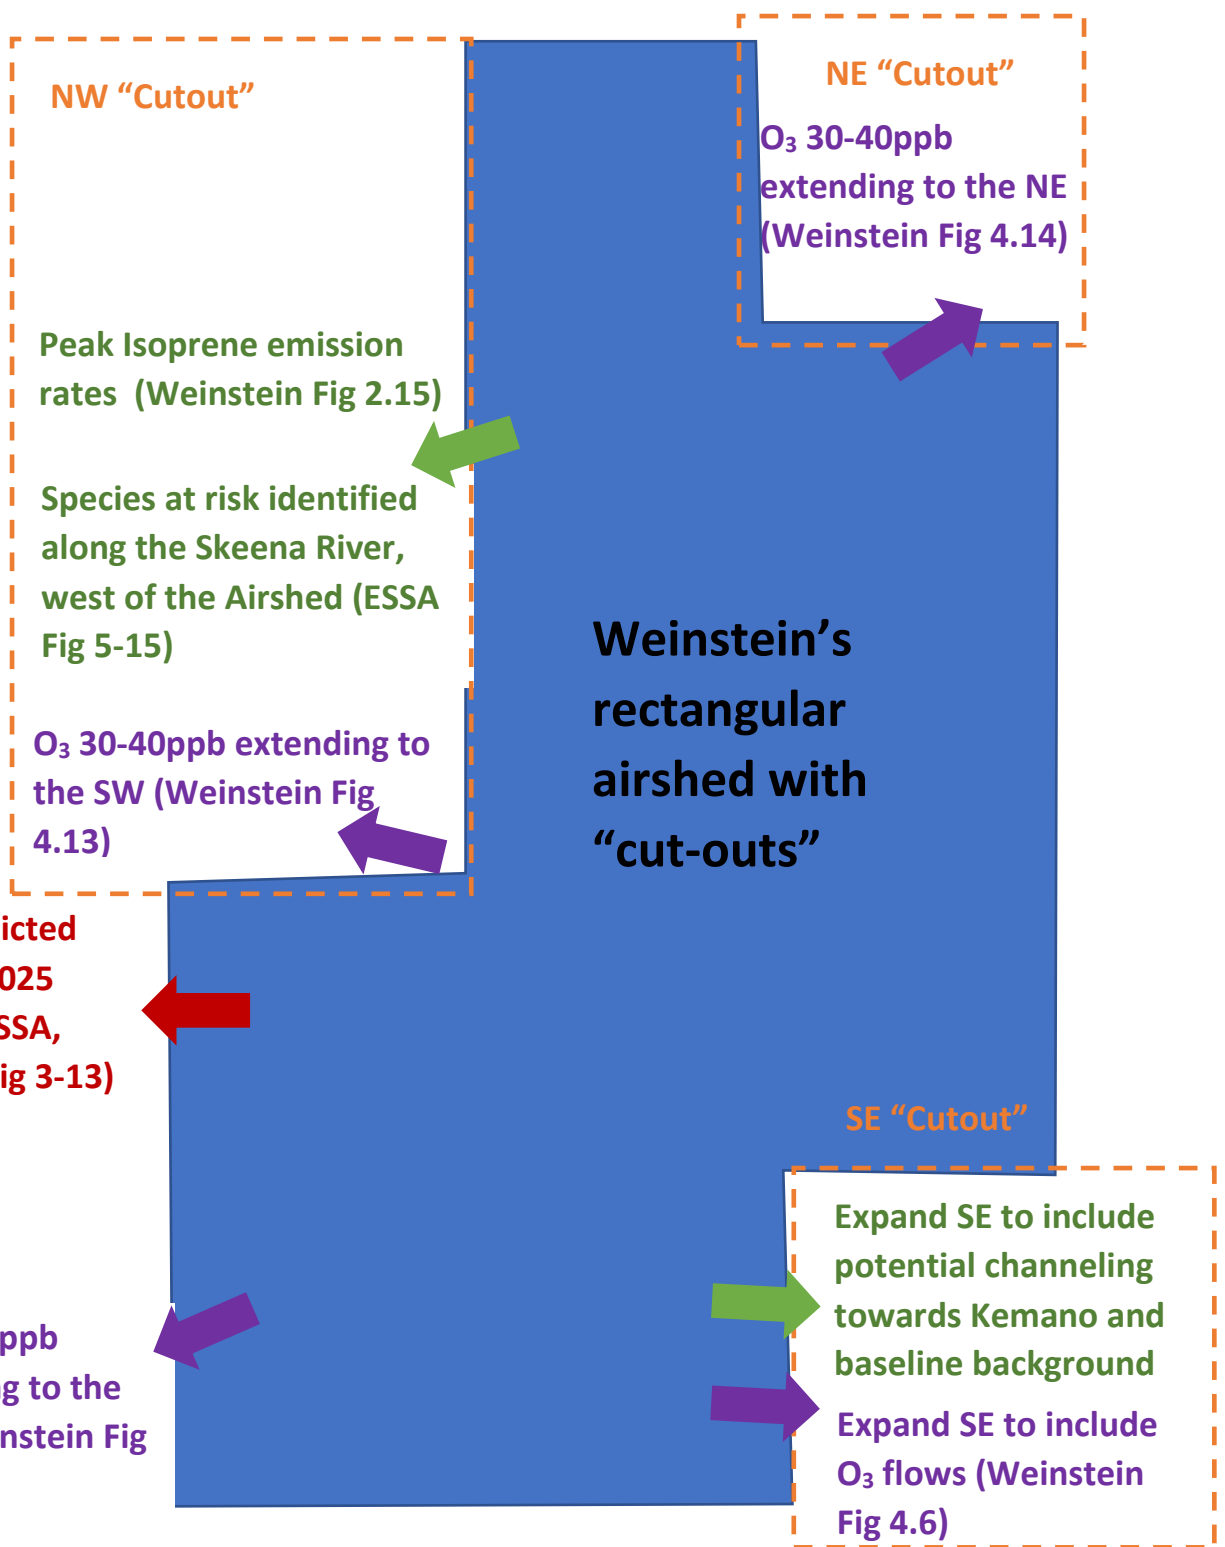 NW “Cutout”
Peak Isoprene emission
rates (Weinstein Fig 2.15)
Species at risk identified
along the Skeena River,
west of the Airshed (ESSA
Fig 5-15)
O₃ 30-40ppb extending to
the SW (Weinstein Fig
4.13)
NE “Cutout”
O₃ 30-40ppb
extending to the NE
(Weinstein Fig 4.14)
Weinstein’s
rectangular
airshed with
“cut-outs”
icted
025
SSA,
ig 3-13)
ppb
g to the
nstein Fig
SE “Cutout”
Expand SE to include
potential channeling
towards Kemano and
baseline background
Expand SE to include
O₃ flows (Weinstein
Fig 4.6)